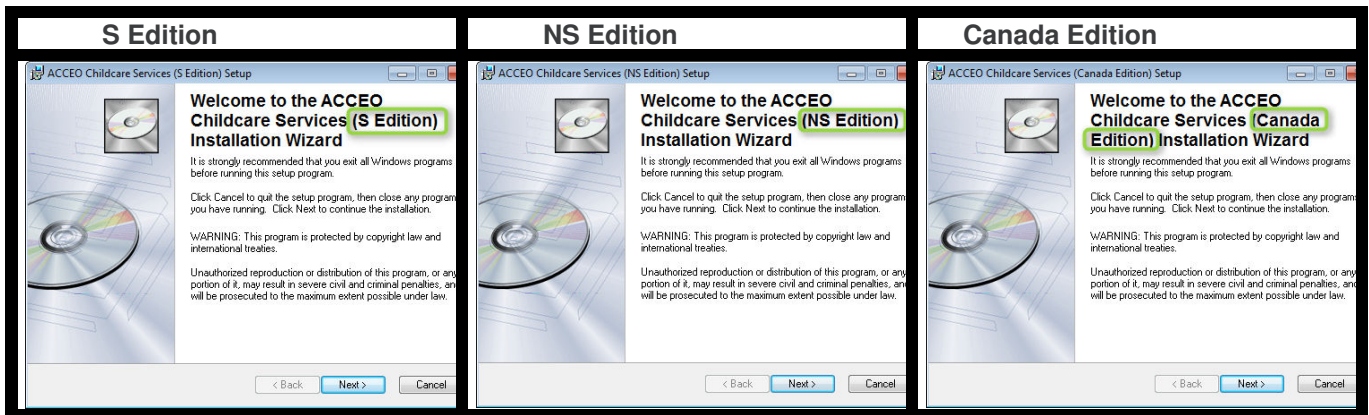 S Edition
NS Edition
Canada Edition
ACCEO Childcare Services (S Edition) Setup
Welcome to the ACCEO
Childcare Services (S Edition)
Installation Wizard
It is strongly recommended that you exit all Windows programs
before running this setup program.
Click Cancel to quit the setup program, then close any program
you have running. Click Next to continue the installation.
WARNING: This program is protected by copyright law and
international treaties.
Unauthorized reproduction or distribution of this program, or any
portion of it, may result in severe civil and criminal penalties, an
will be prosecuted to the maximum extent possible under law.
< Back
Next >
Cancel
ACCEO Childcare Services (NS Edition) Setup
Welcome to the ACCEO
Childcare Services (NS Edition)
Installation Wizard
It is strongly recommended that you exit all Windows programs
before running this setup program.
Click Cancel to quit the setup program, then close any program
you have running. Click Next to continue the installation.
WARNING: This program is protected by copyright law and
international treaties.
Unauthorized reproduction or distribution of this program, or any
portion of it, may result in severe civil and criminal penalties, an
will be prosecuted to the maximum extent possible under law.
< Back
Next >
Cancel
ACCEO Childcare Services (Canada Edition) Setup
Welcome to the ACCEO
Childcare Services (Canada
Edition) Installation Wizard
It is strongly recommended that you exit all Windows programs
before running this setup program.
Click Cancel to quit the setup program, then close any program
you have running. Click Next to continue the installation.
WARNING: This program is protected by copyright law and
international treaties.
Unauthorized reproduction or distribution of this program, or any
portion of it, may result in severe civil and criminal penalties, an
will be prosecuted to the maximum extent possible under law.
< Back
Next >
Cancel